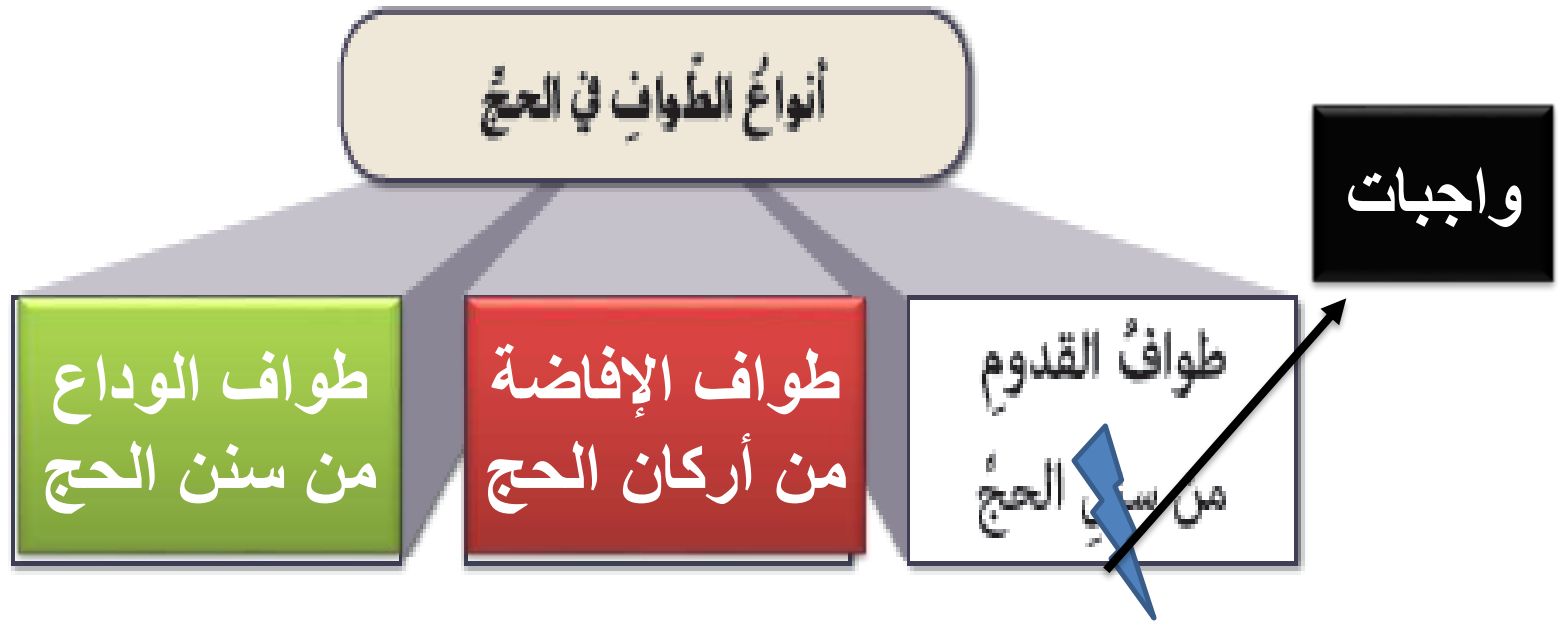 أنواعُ الطّوافِ في الحجِّ
واجبات
طوافُ القدومِ
من سننِ الحجِّ
طواف الإفاضة
من أركان الحج
طواف الوداع
من سنن الحج